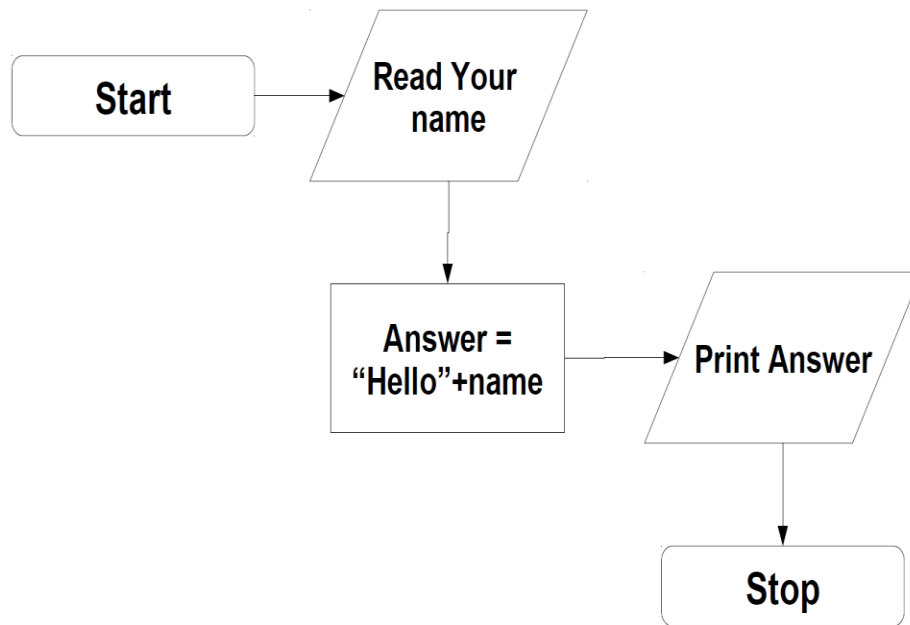 Start
Read Your
name
Answer =
“Hello”+name
Print Answer
Stop